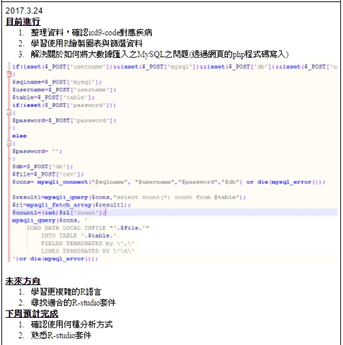 2017.3.24
目前進行
1. 整理資料，確認icd9-code對應疾病
2. 學習使用R繪製圖表與篩選資料
3. 解決關於如何將大數據匯入之MySQL之問題(透過網頁的php程式碼寫入)
if(isset($_POST['username'])&&isset($_POST['mysql'])&&isset($_POST['db'])&&isset($_POST['u
{
$sqlname=$_POST['mysql'];
$username=$_POST['username'];
$table=$_POST['table'];
if(isset($_POST['password']))
{
$password=$_POST['password'];
}
else
{
$password= '';
}
$db=$_POST['db'];
$file=$_POST['csv'];
$cons= mysqli_connect("$sqlname", "$username","$password","$db") or die(mysql_error());
$result1=mysqli_query($cons,"select count(*) count from $table");
$r1=mysqli_fetch_array($result1);
$count1=(int)$r1['count'];
mysqli_query($cons, '
LOAD DATA LOCAL INFILE "'.$file.'"
INTO TABLE '.$table.'
FIELDS TERMINATED by \',\'
LINES TERMINATED BY \'\n\'
')or die(mysql_error());
未來方向
1. 學習更複雜的R語言
2. 尋找適合的R-studio套件
下周預計完成
1. 確認使用何種分析方式
2. 熟悉R-studio套件